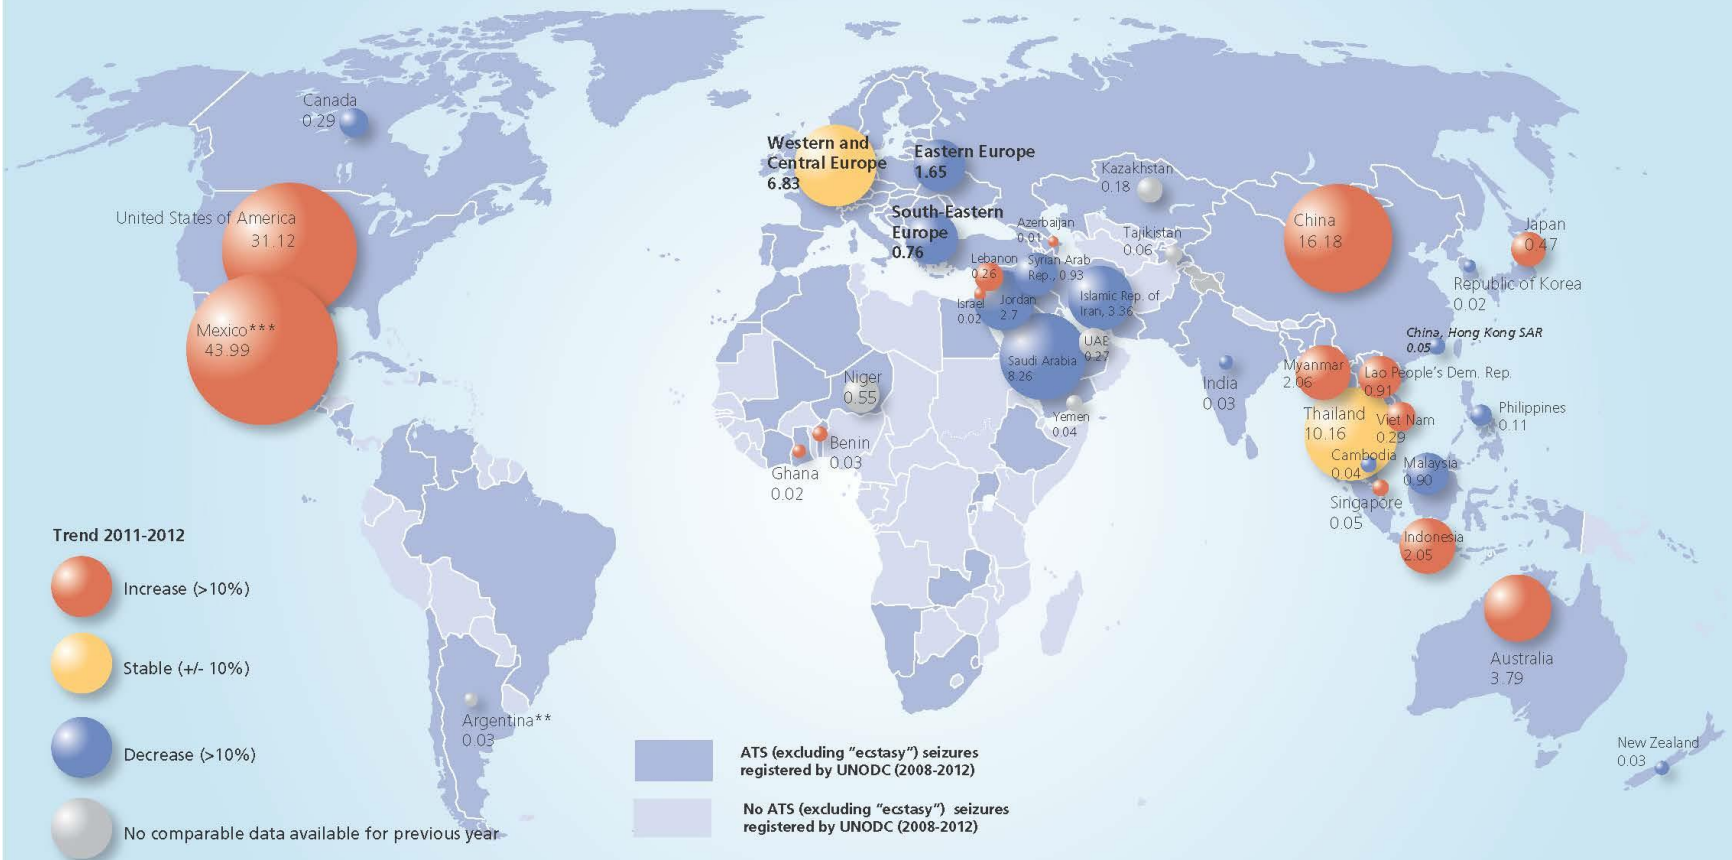 Canada
0.29
United States of America
31.12
Mexico***
43.99
Western and
Central Europe
6.83
Eastern Europe
1.65
South-Eastern
Europe
0.76
Azerbaijan
0.01
Kazakhstan
0.18
Tajikistan
0.06
Lebanon
0.26
Syrian Arab
Rep., 0.93
Israel
0.02
Jordan
2.7
Islamic Rep. of
Iran, 3.36
UAE
0.27
Saudi Arabia
8.26
Yemen
0.04
Niger
0.55
Benin
0.03
Ghana
0.02
China
16.18
Japan
0.47
Republic of Korea
0.02
China, Hong Kong SAR
0.05
India
0.03
Myanmar
2.06
Lao People's Dem. Rep.
0.91
Thailand
10.16
Viet Nam
0.29
Philippines
0.11
Cambodia
0.04
Malaysia
0.90
Singapore
0.05
Indonesia
2.05
Australia
3.79
New Zealand
0.03
Argentina**
0.03
Trend 2011-2012
Increase (>10%)
Stable (+/- 10%)
Decrease (>10%)
No comparable data available for previous year
ATS (excluding “ecstasy”) seizures
registered by UNODC (2008-2012)
No ATS (excluding “ecstasy”) seizures
registered by UNODC (2008-2012)